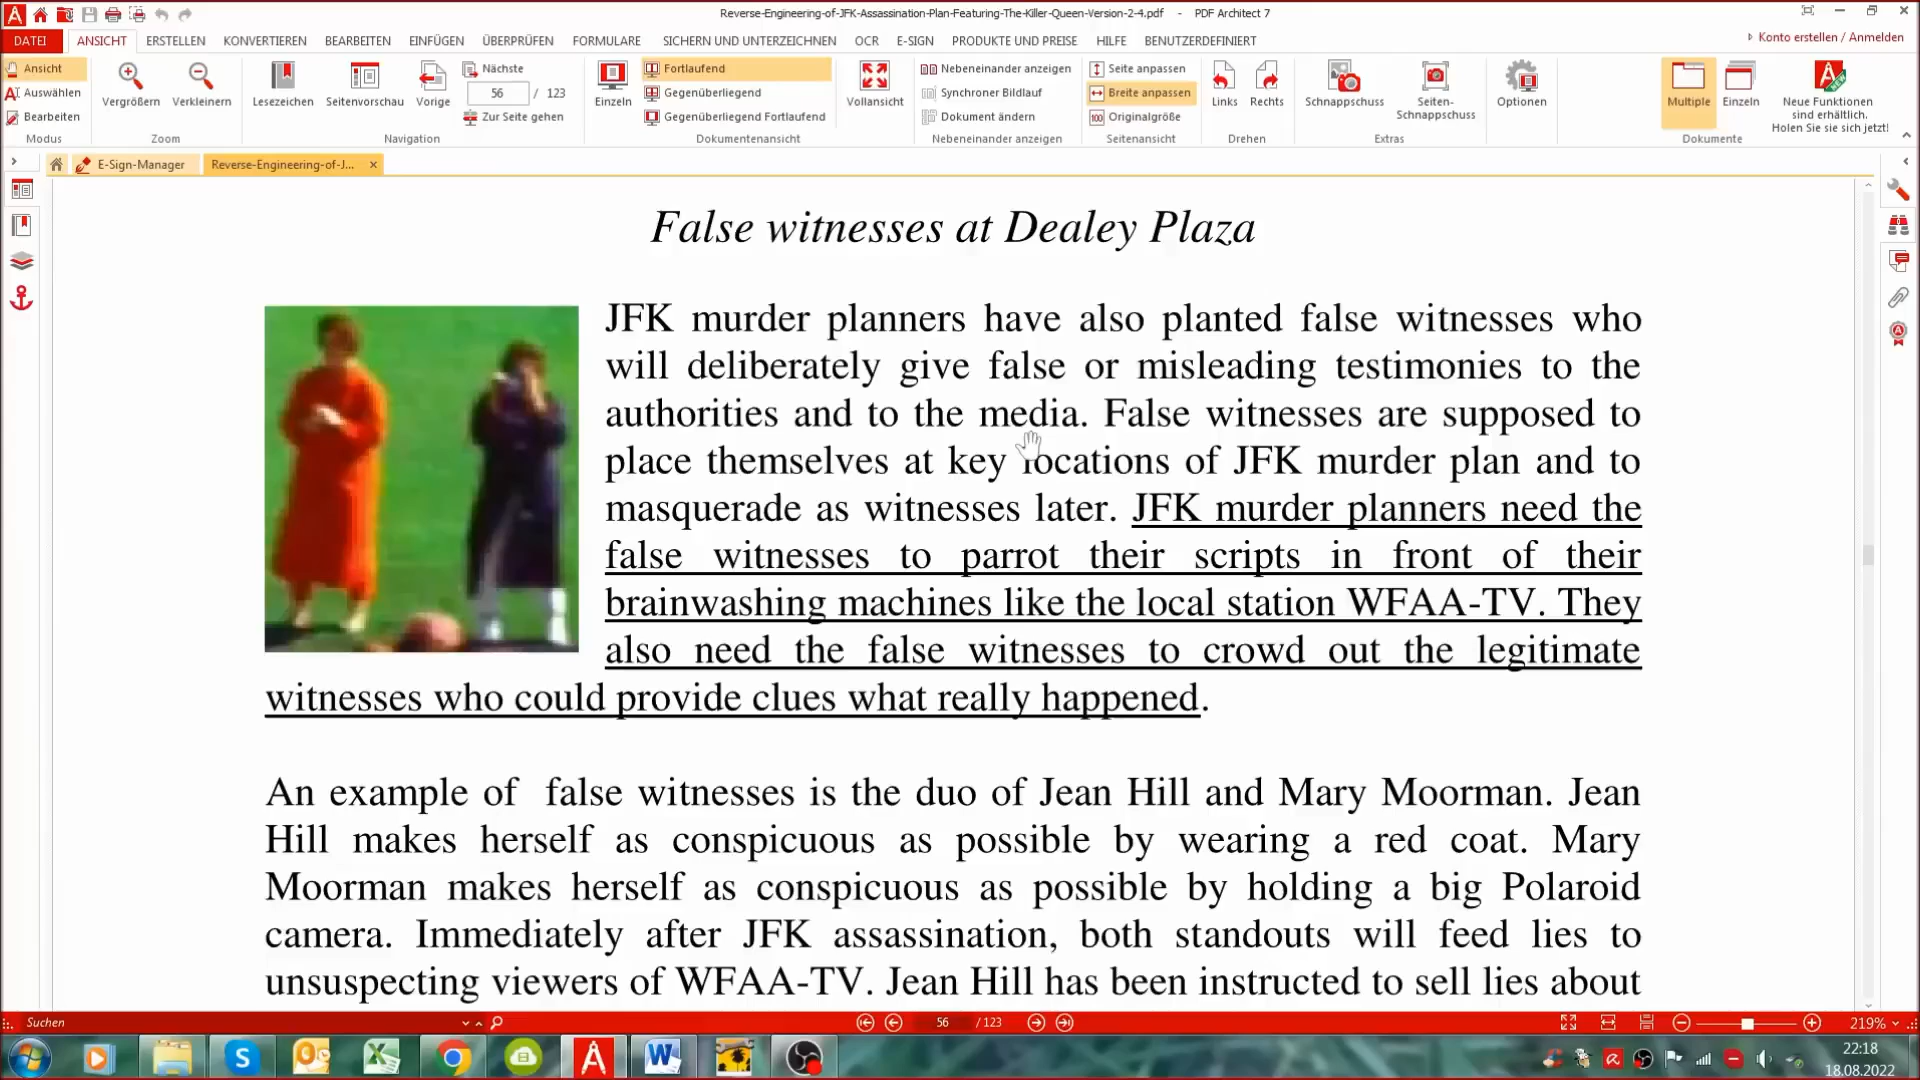 Reverse-Engineering-of-JFK-Assassination-Plan-Featuring-The-Killer-Queen-Version-2-4.pdf - PDF Architect 7
DATEI ANSICHT ERSTELLEN KONVERTIEREN BEARBEITEN EINFÜGEN ÜBERPRÜFEN FORMULARE SICHERN UND UNTERZEICHNEN OCR E-SIGN PRODUKTE UND PREISE HILFE BENUTZERDEFINIERT Konto erstellen / Anmelden
Ansicht
Auswählen
Bearbeiten
Modus
Vergrößern Verkleinern
Zoom
Lesezeichen Seitenvorschau Vorige
Nächste
56 / 123
Zur Seite gehen
Navigation
Einzeln
Fortlaufend
Gegenüberliegend
Gegenüberliegend Fortlaufend
Dokumentenansicht
Vollansicht
Nebeneinander anzeigen
Synchroner Bildlauf
Dokument ändern
Nebeneinander anzeigen
Seite anpassen
Breite anpassen
Originalgröße
Seitenansicht
Links Rechts
Drehen
Schnappschuss
Seiten-
Schnappschuss
Extras
Optionen
Multiple Einzeln
Neue Funktionen
sind erhältlich.
Holen Sie sie sich jetzt!
Dokumente
E-Sign-Manager
Reverse-Engineering-of-J...
False witnesses at Dealey Plaza
JFK murder planners have also planted false witnesses who
will deliberately give false or misleading testimonies to the
authorities and to the media. False witnesses are supposed to
place themselves at key locations of JFK murder plan and to
masquerade as witnesses later. JFK murder planners need the
false witnesses to parrot their scripts in front of their
brainwashing machines like the local station WFAA-TV. They
also need the false witnesses to crowd out the legitimate
witnesses who could provide clues what really happened.
An example of false witnesses is the duo of Jean Hill and Mary Moorman. Jean
Hill makes herself as conspicuous as possible by wearing a red coat. Mary
Moorman makes herself as conspicuous as possible by holding a big Polaroid
camera. Immediately after JFK assassination, both standouts will feed lies to
unsuspecting viewers of WFAA-TV. Jean Hill has been instructed to sell lies about
Suchen
56 / 123
219%
22:18
18.08.2022